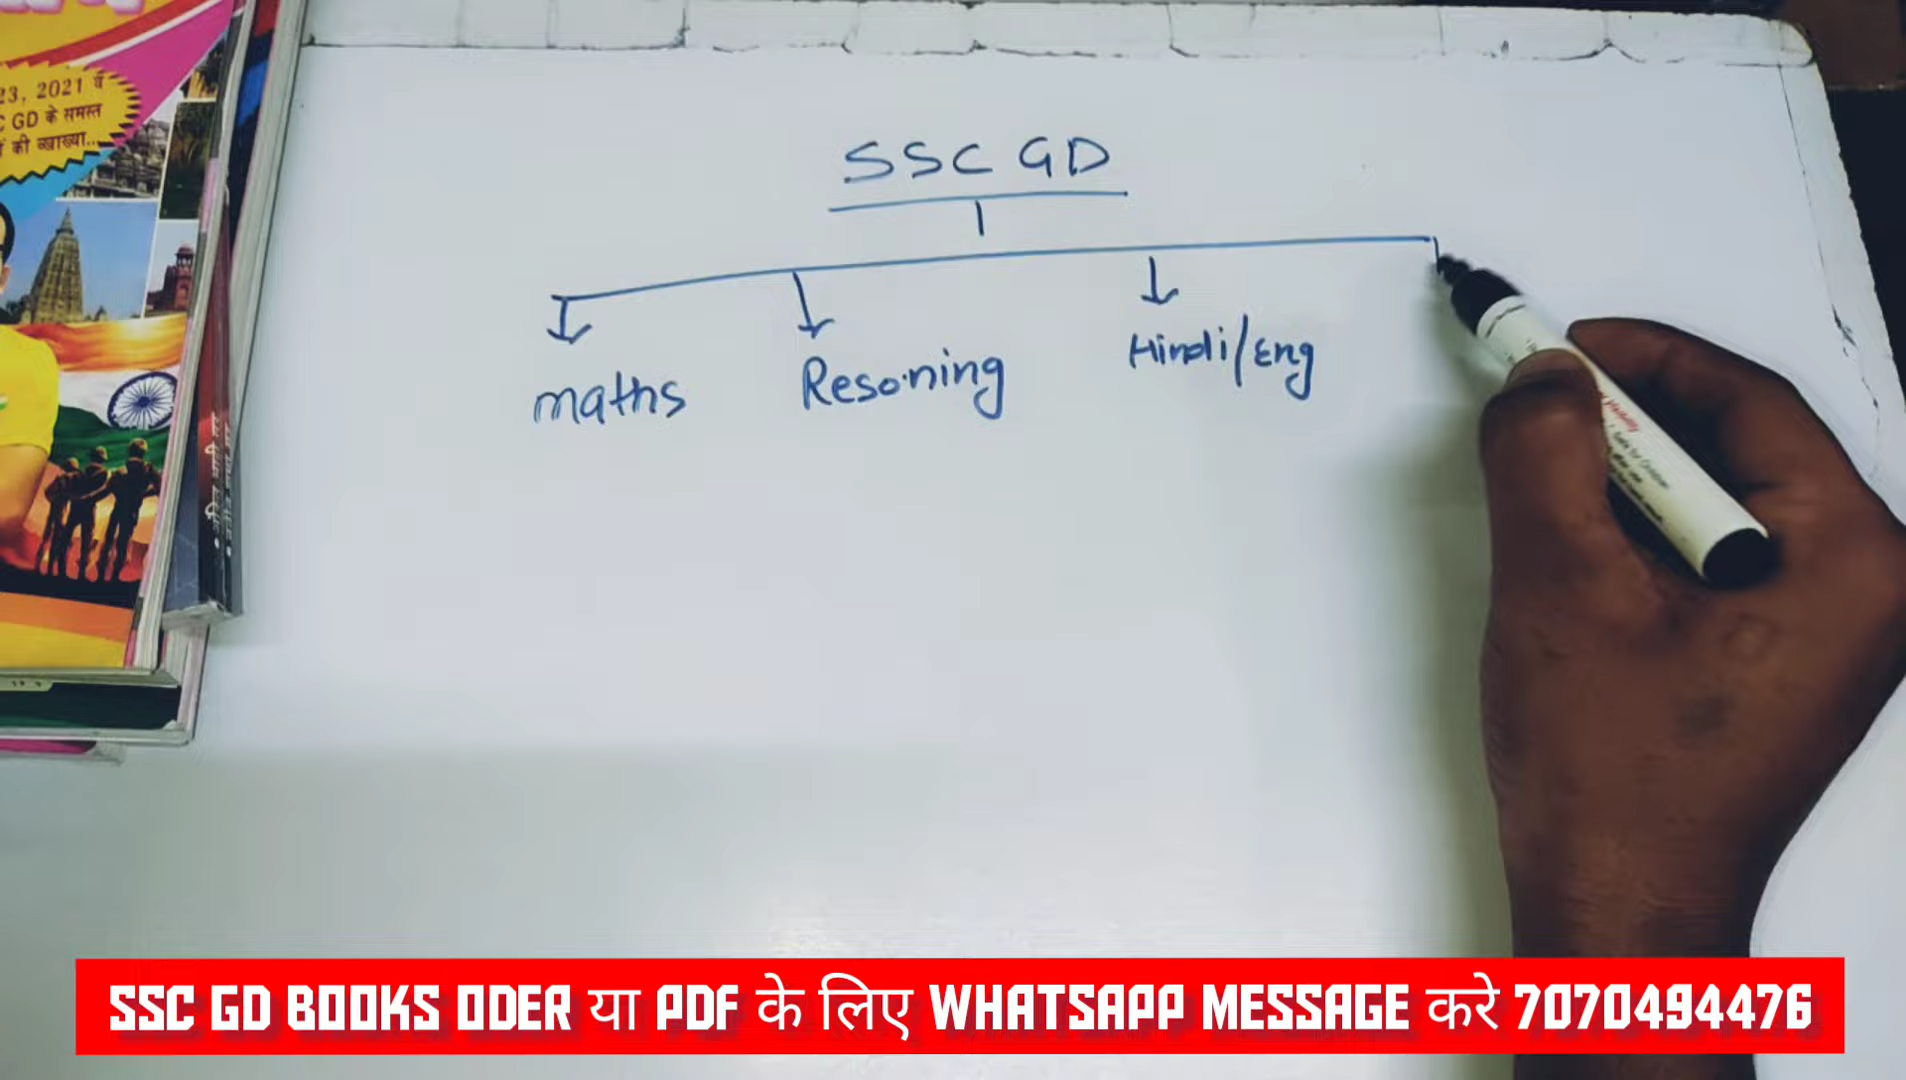 23, 2021 वें
C GD के समस्त
की व्याख्या...
SSC GD
maths
Resoning
Hindi/Eng
SSC GD BOOKS ODER या PDF के लिए WHATSAPP MESSAGE करे 7070494476